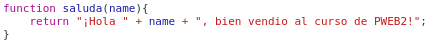 function saluda(name){
    return "¡Hola " + name + ", bien vendio al curso de PWEB2!";
}